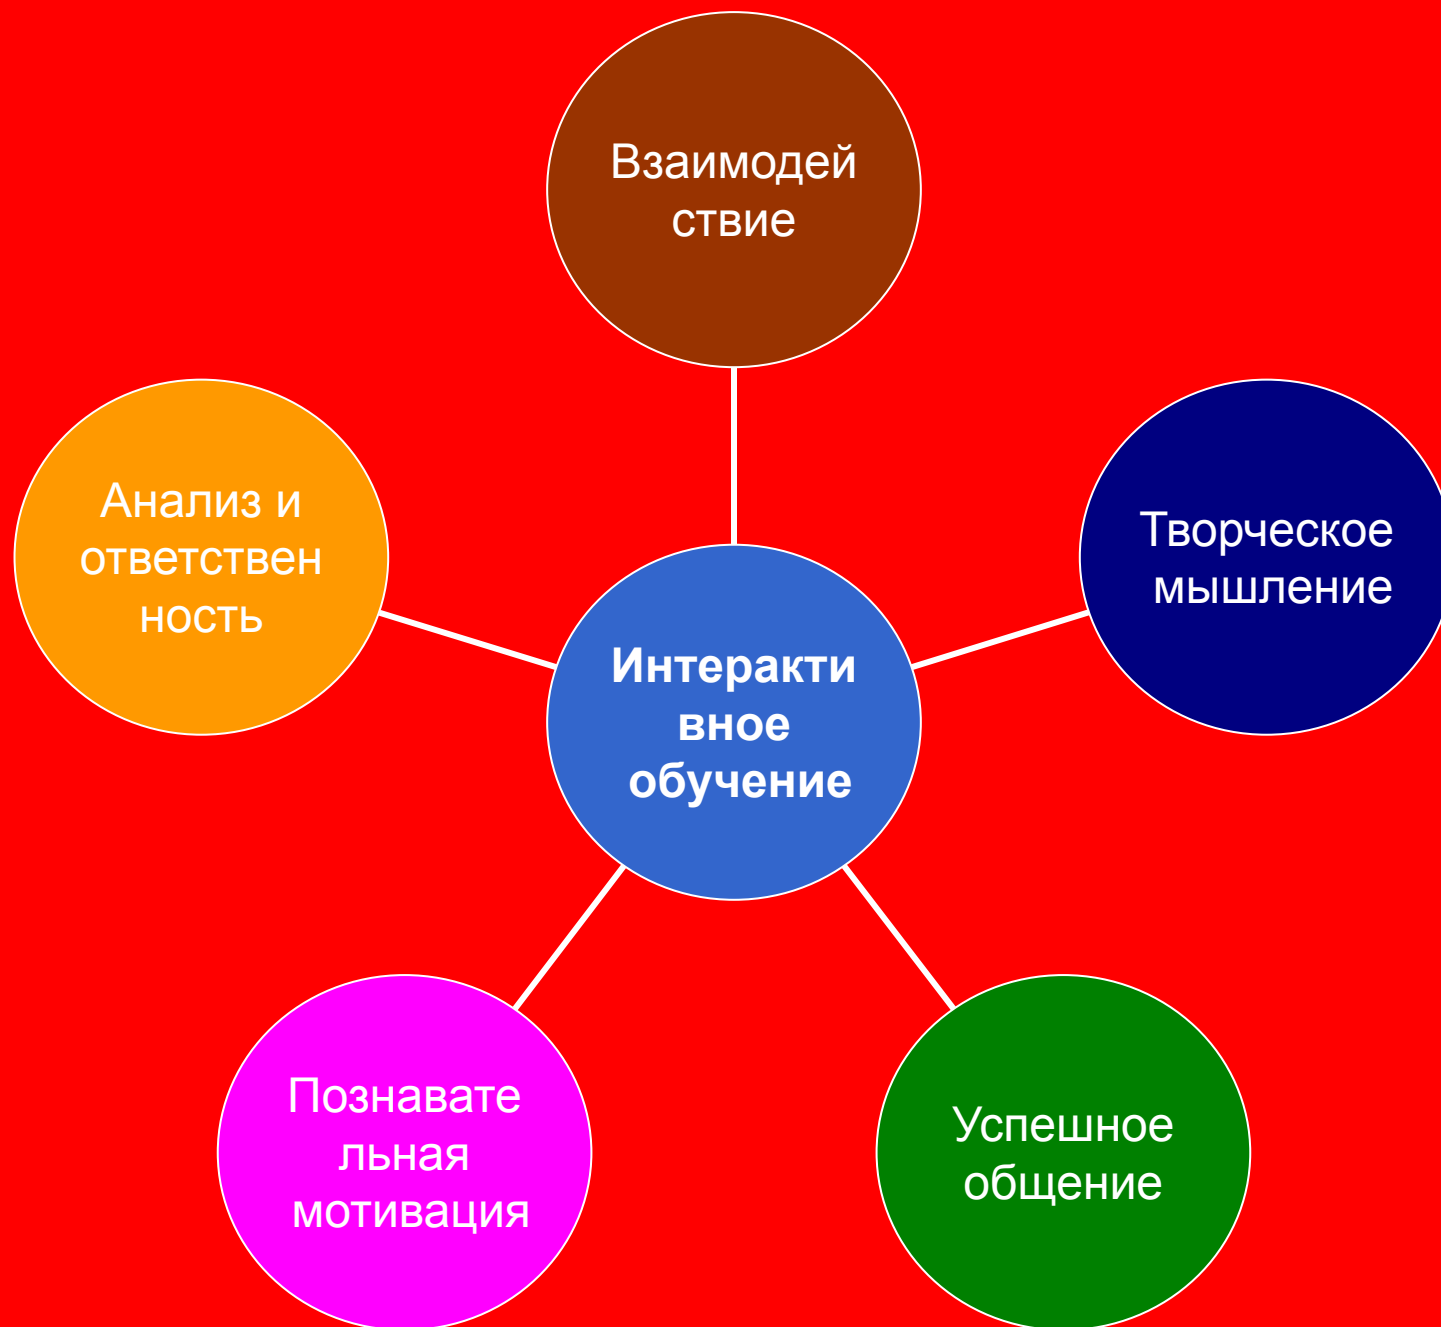 Взаимодей
ствие
Творческое
мышление
Успешное
общение
Познавате
льная
мотивация
Анализ и
ответствен
ность
Интеракти
вное
обучение